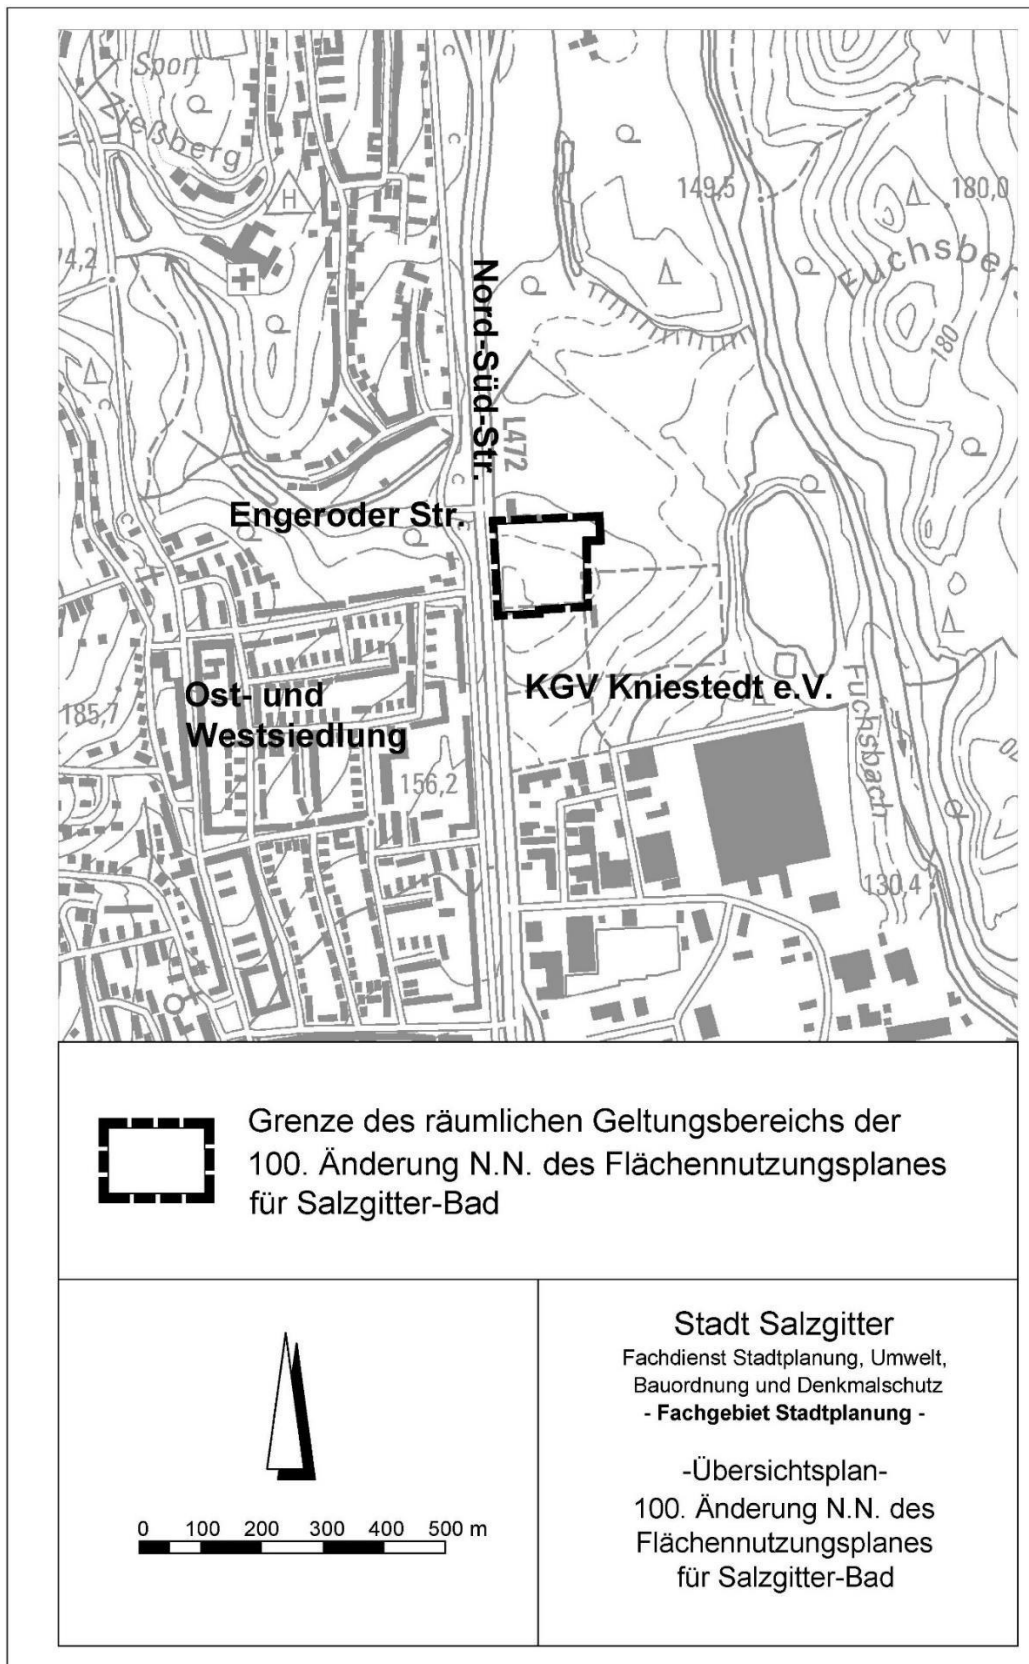 Sport
Zießberg
H
74,2
149,5
180,0
Fuchsberg
180
Nord-Süd-Str.
L472
Engeroder Str.
Ost- und
Westsiedlung
185,7
156,2
KGV Kniestedt e.V.
Fuchsbach
130,4
Grenze des räumlichen Geltungsbereichs der
100. Änderung N.N. des Flächennutzungsplanes
für Salzgitter-Bad
0 100 200 300 400 500 m
Stadt Salzgitter
Fachdienst Stadtplanung, Umwelt,
Bauordnung und Denkmalschutz
- Fachgebiet Stadtplanung -
-Übersichtsplan-
100. Änderung N.N. des
Flächennutzungsplanes
für Salzgitter-Bad